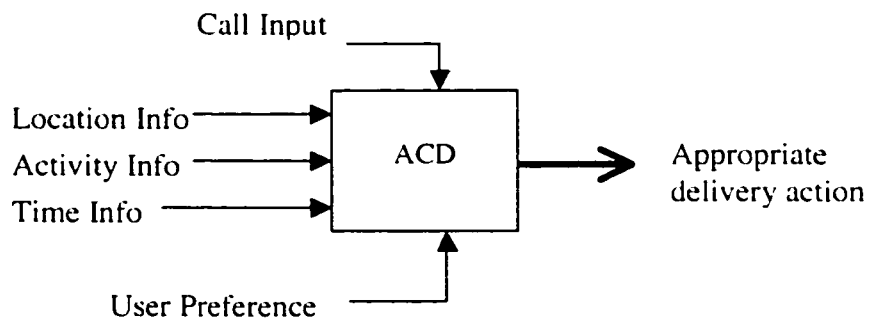 Call Input
Location Info
Activity Info
Time Info
ACD
Appropriate
delivery action
User Preference